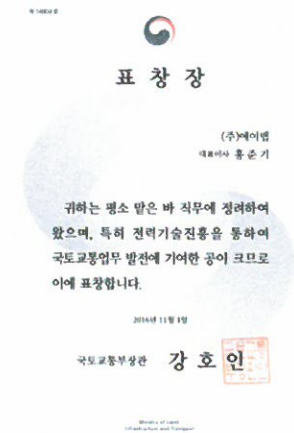 표 창 장
(주)에이맵
대표이사 홍 준 기
귀하는 평소 맡은 바 직무에 정려하여
왔으며, 특히 전력기술진흥을 통하여
국토교통업무 발전에 기여한 공이 크므로
이에 표창합니다.
2016년 11월 1일
국토교통부장관 강 호 인
Ministry of Land
Infrastructure and Transport